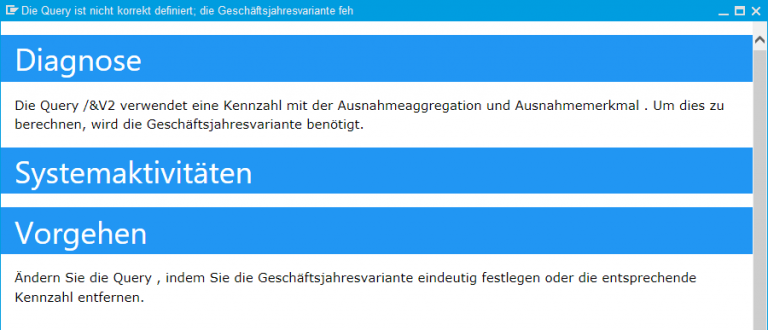 Die Query ist nicht korrekt definiert; die Geschäftsjahresvariante feh
Diagnose
Die Query /&V2 verwendet eine Kennzahl mit der Ausnahmeaggregation und Ausnahmemerkmal . Um dies zu
berechnen, wird die Geschäftsjahresvariante benötigt.
Systemaktivitäten
Vorgehen
Ändern Sie die Query , indem Sie die Geschäftsjahresvariante eindeutig festlegen oder die entsprechende
Kennzahl entfernen.